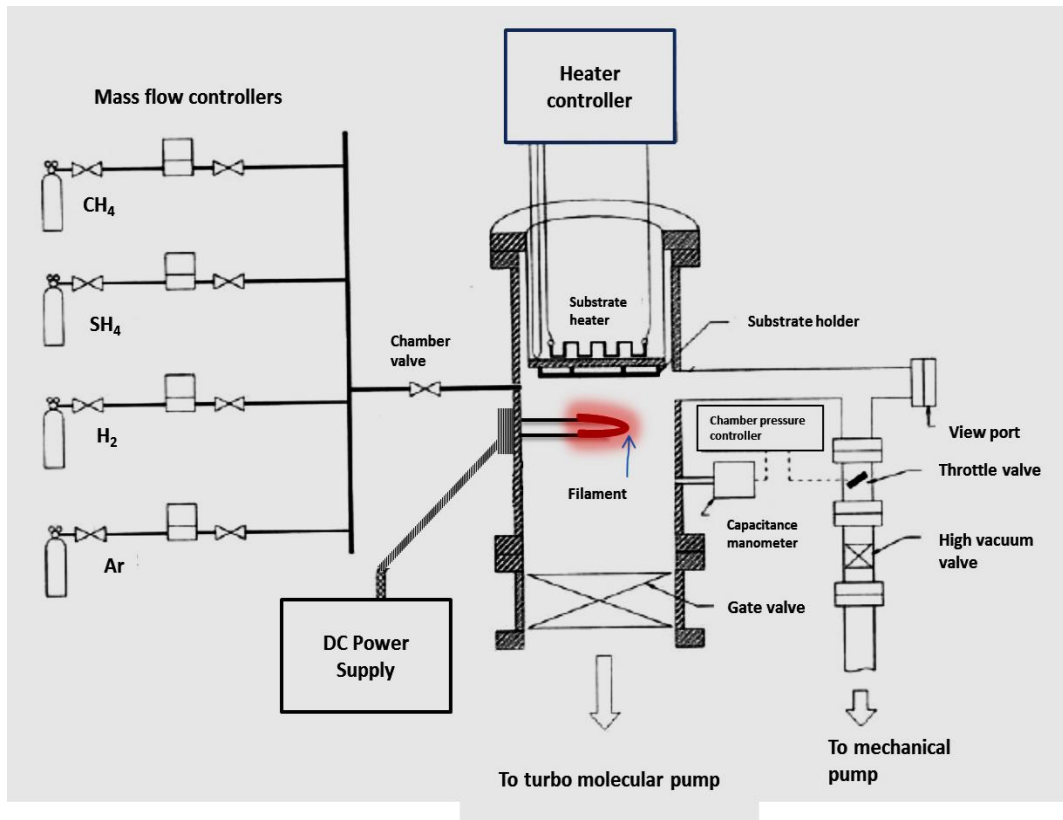 Heater
controller
Mass flow controllers
CH₄
SH₄
H₂
Ar
Chamber
valve
Substrate
heater
Substrate holder
Chamber pressure
controller
View port
Throttle valve
Filament
Capacitance
manometer
High vacuum
valve
Gate valve
DC Power
Supply
To mechanical
pump
To turbo molecular pump